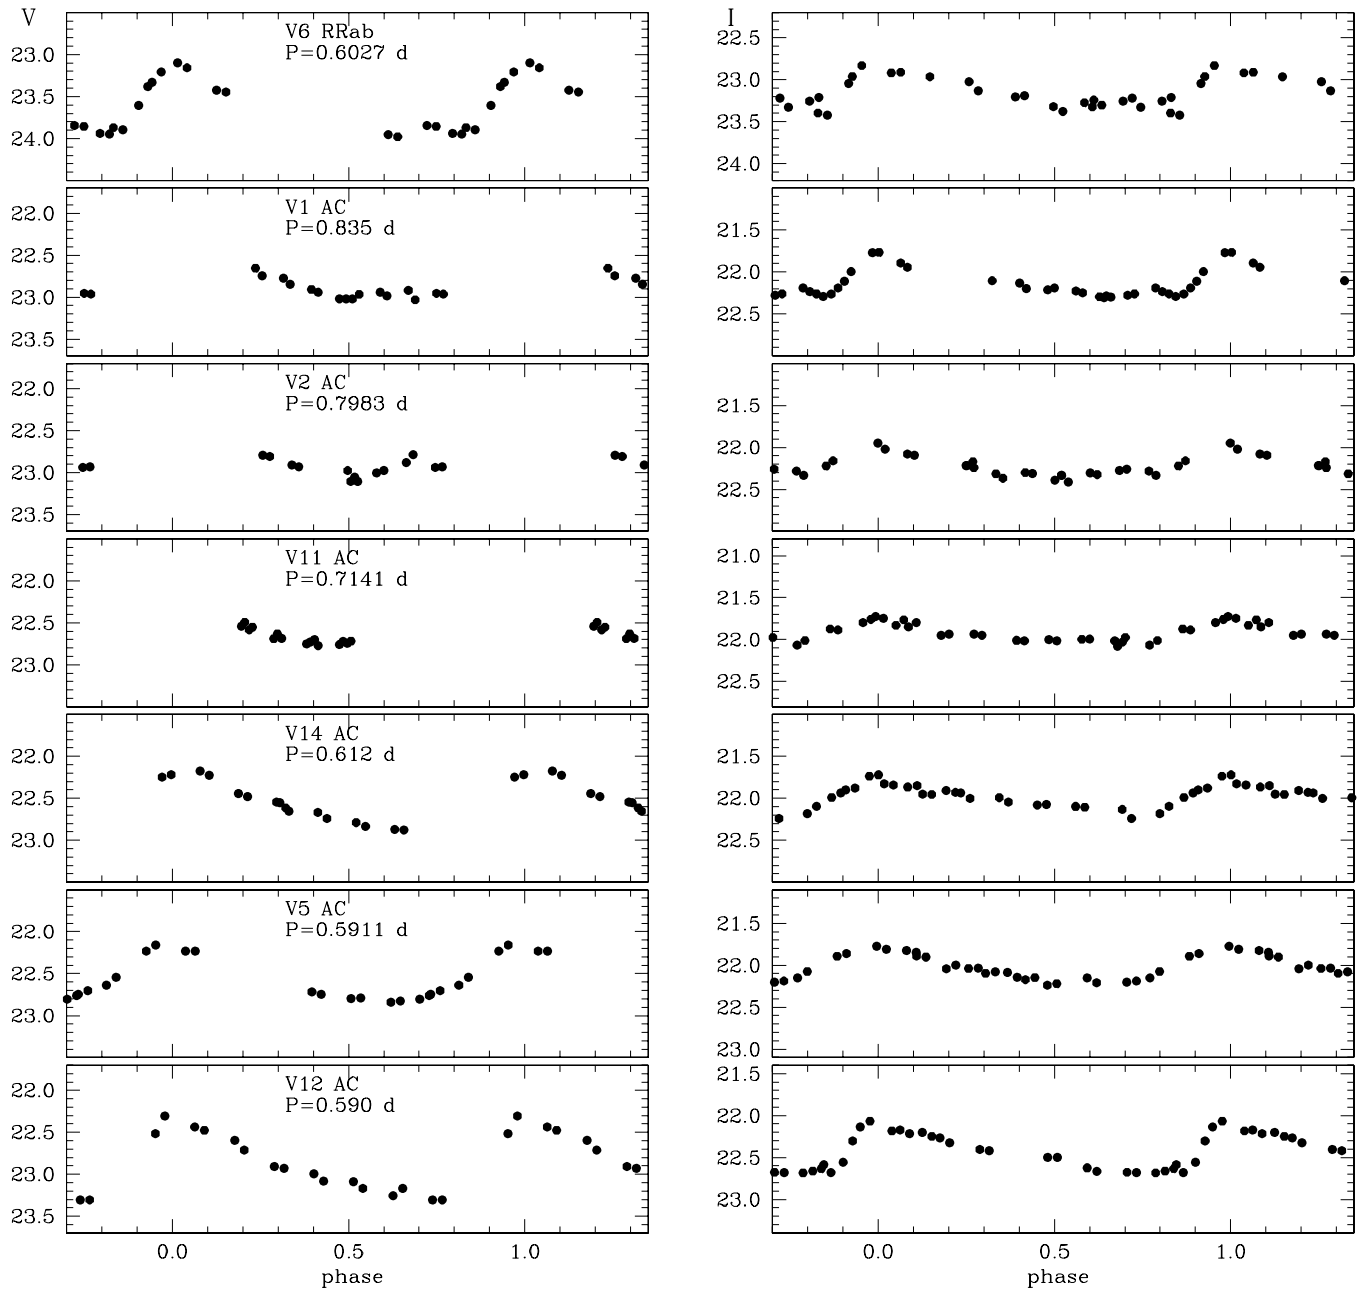 V I
V6 RRab
P=0.6027 d
23.0 23.5 24.0
22.5 23.0 23.5 24.0
V1 AC
P=0.835 d
22.0 22.5 23.0 23.5
21.5 22.0 22.5
V2 AC
P=0.7983 d
22.0 22.5 23.0 23.5
21.5 22.0 22.5
V11 AC
P=0.7141 d
22.0 22.5 23.0
21.0 21.5 22.0 22.5
V14 AC
P=0.612 d
22.0 22.5 23.0
21.5 22.0 22.5
V5 AC
P=0.5911 d
22.0 22.5 23.0
21.5 22.0 22.5 23.0
V12 AC
P=0.590 d
22.0 22.5 23.0 23.5
21.5 22.0 22.5 23.0
0.0 0.5 1.0 0.0 0.5 1.0
phase phase